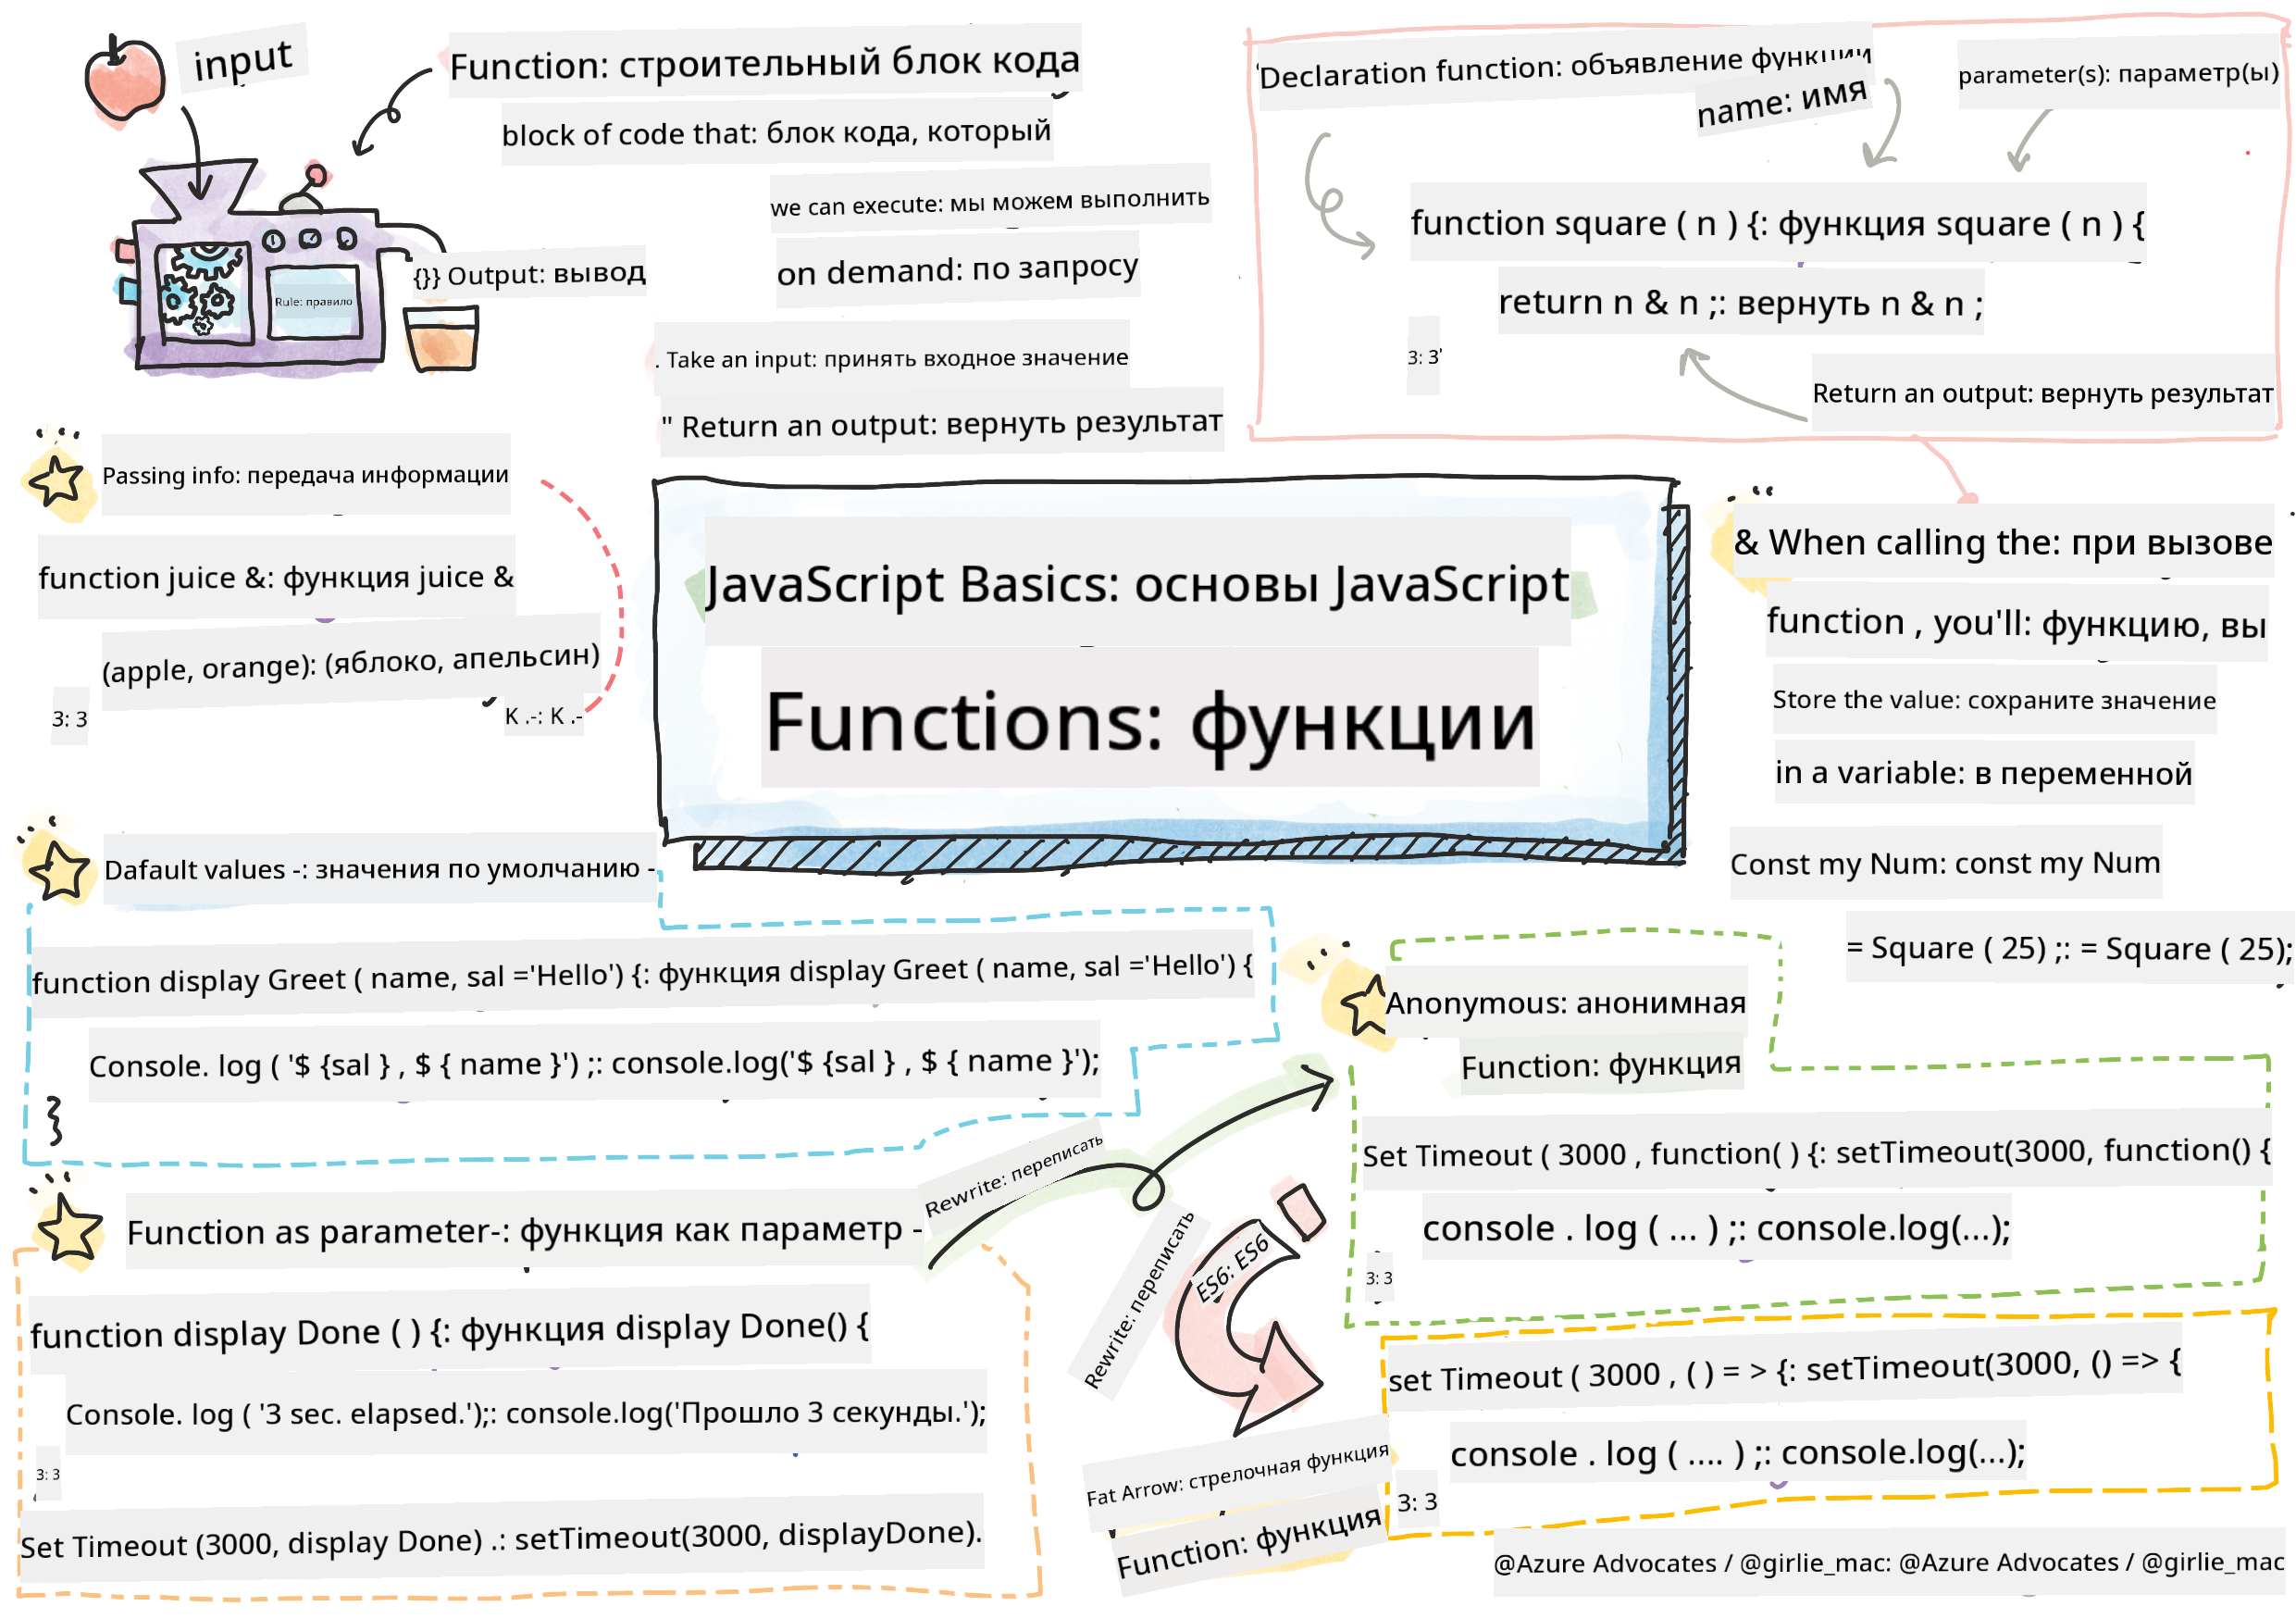 input
Function: строительный блок кода
block of code that: блок кода, который
we can execute: мы можем выполнить
on demand: по запросу
{}} Output: вывод
Rule: правило
. Take an input: принять входное значение
" Return an output: вернуть результат
Declaration function: объявление функции
name: имя
parameter(s): параметр(ы)
function square ( n ) {: функция square ( n ) {
return n & n ;: вернуть n & n ;
3: 3'
Return an output: вернуть результат
Passing info: передача информации
function juice &: функция juice &
(apple, orange): (яблоко, апельсин)
3: 3
K .-: K .-
JavaScript Basics: основы JavaScript
Functions: функции
& When calling the: при вызове
function , you'll: функцию, вы
Store the value: сохраните значение
in a variable: в переменной
Const my Num: const my Num
= Square ( 25) ;: = Square ( 25);
Dafault values -: значения по умолчанию -
function display Greet ( name, sal ='Hello') {: функция display Greet ( name, sal ='Hello') {
Console. log ( '$ {sal } , $ { name }') ;: console.log('$ {sal } , $ { name }');
}
Function as parameter-: функция как параметр -
function display Done ( ) {: функция display Done() {
Console. log ( '3 sec. elapsed.');: console.log('Прошло 3 секунды.');
3: 3
Set Timeout (3000, display Done) .: setTimeout(3000, displayDone).
Rewrite: переписать
Anonymous: анонимная
Function: функция
Set Timeout ( 3000 , function( ) {: setTimeout(3000, function() {
console . log ( ... ) ;: console.log(...);
3: 3
Rewrite: переписать
ES6: ES6
Fat Arrow: стрелочная функция
Function: функция
set Timeout ( 3000 , ( ) = > {: setTimeout(3000, () => {
console . log ( .... ) ;: console.log(...);
3: 3
@Azure Advocates / @girlie_mac: @Azure Advocates / @girlie_mac